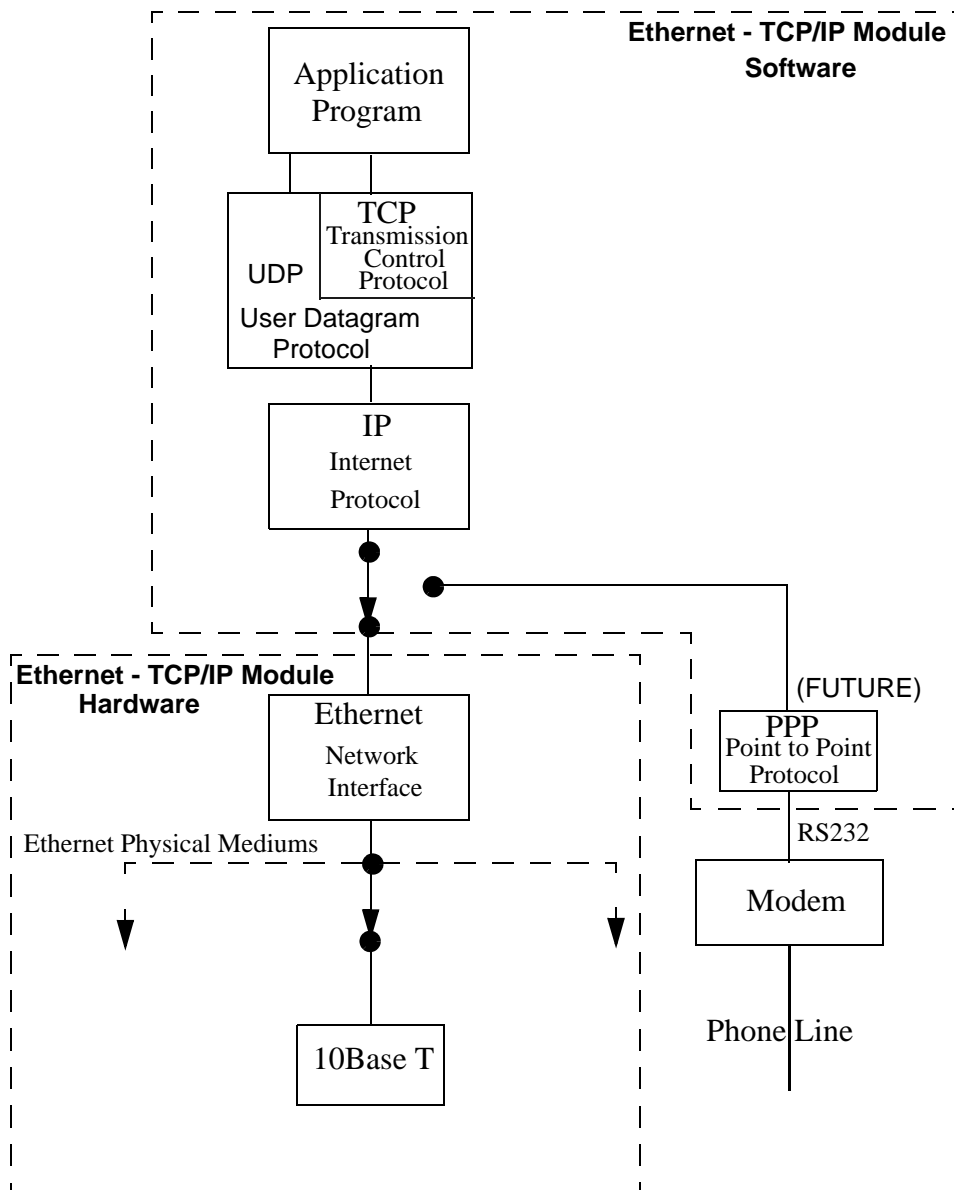 Ethernet - TCP/IP Module
Software
Application
Program
TCP
Transmission
Control
Protocol
UDP
User Datagram
Protocol
IP
Internet
Protocol
Ethernet - TCP/IP Module
Hardware
(FUTURE)
Ethernet
Network
Interface
PPP
Point to Point
Protocol
Ethernet Physical Mediums
RS232
Modem
Phone Line
10Base T